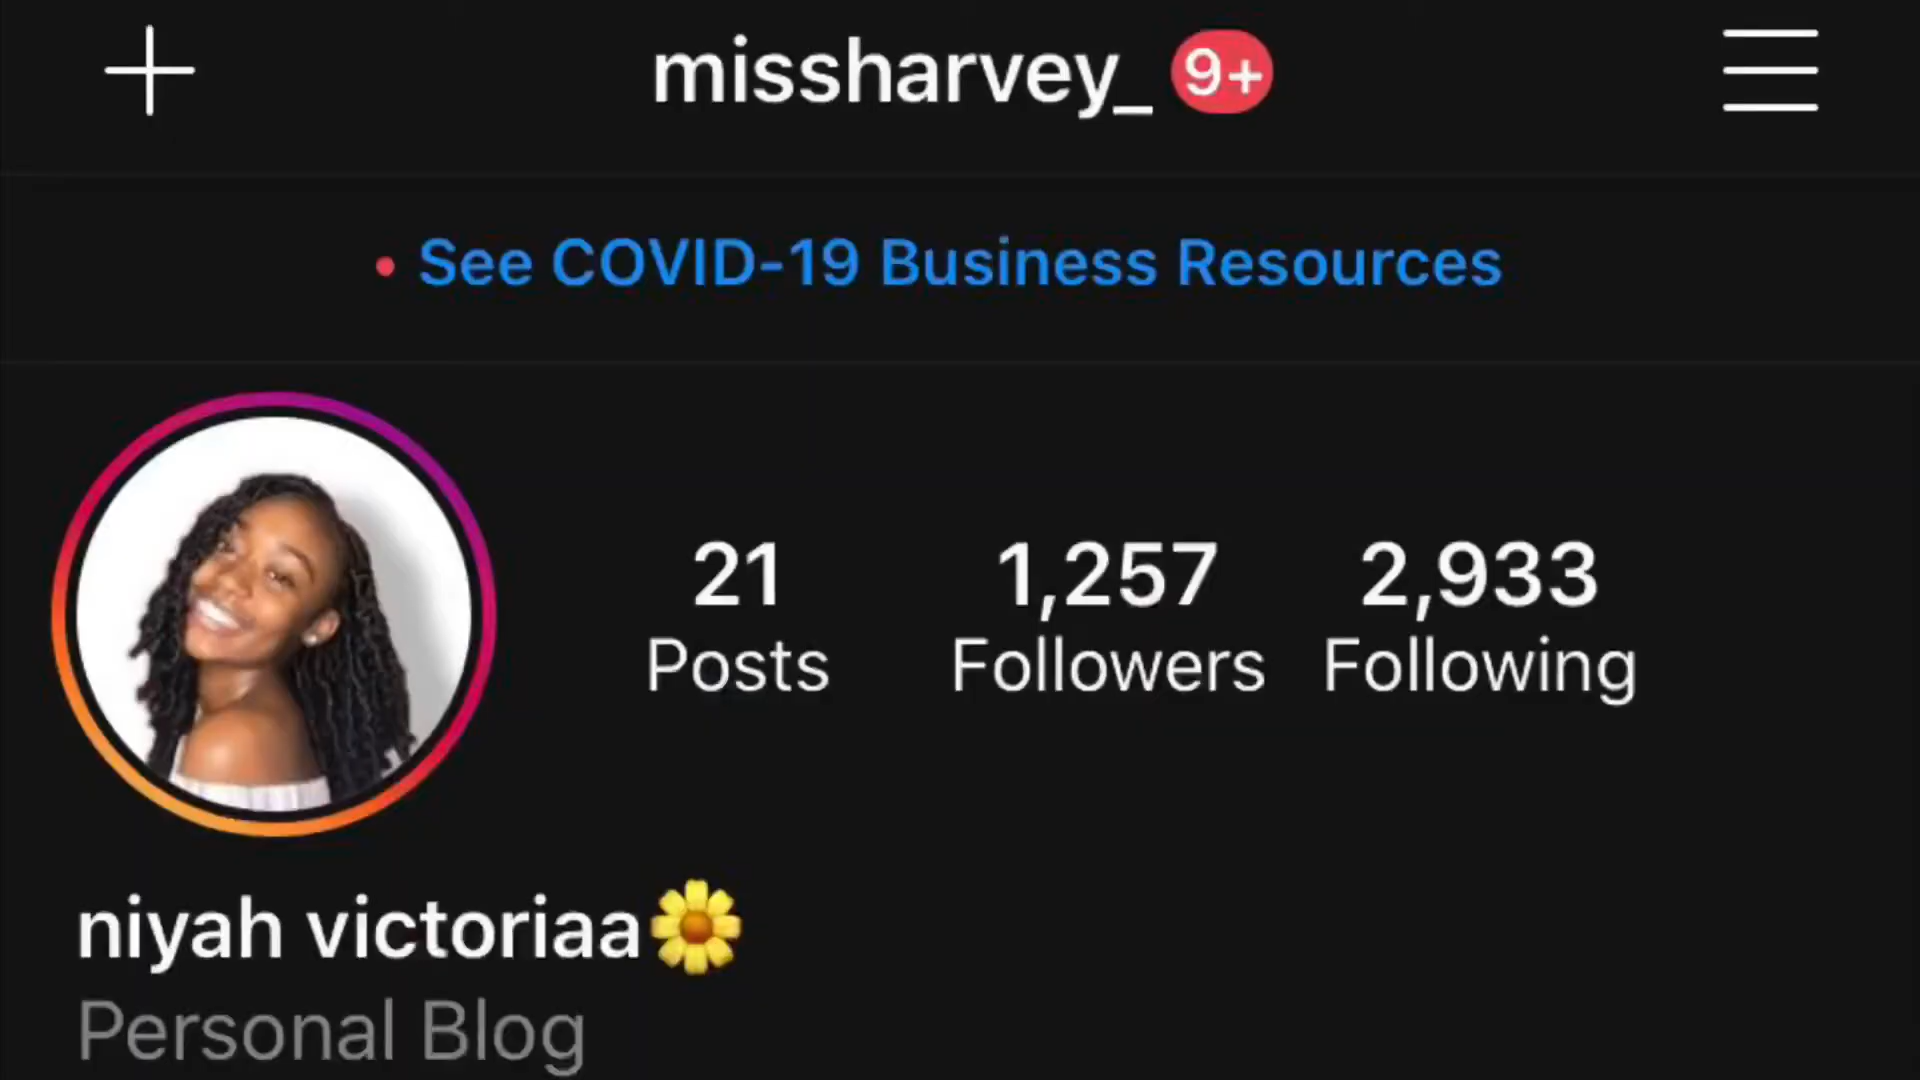 missharvey_ 9+
• See COVID-19 Business Resources
21 1,257 2,933
Posts Followers Following
niyah victoriaa🌼
Personal Blog